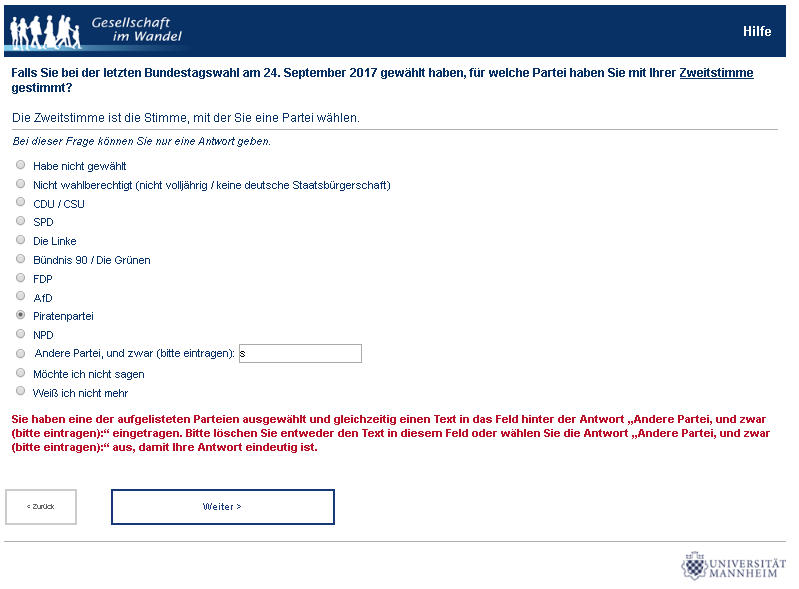 Gesellschaft
im Wandel
Hilfe
Falls Sie bei der letzten Bundestagswahl am 24. September 2017 gewählt haben, für welche Partei haben Sie mit Ihrer Zweitstimme
gestimmt?
Die Zweitstimme ist die Stimme, mit der Sie eine Partei wählen.
Bei dieser Frage können Sie nur eine Antwort geben.
Habe nicht gewählt
Nicht wahlberechtigt (nicht volljährig / keine deutsche Staatsbürgerschaft)
CDU / CSU
SPD
Die Linke
Bündnis 90 / Die Grünen
FDP
AfD
Piratenpartei
NPD
Andere Partei, und zwar (bitte eintragen): s
Möchte ich nicht sagen
Weiß ich nicht mehr
Sie haben eine der aufgelisteten Parteien ausgewählt und gleichzeitig einen Text in das Feld hinter der Antwort „Andere Partei, und zwar
(bitte eintragen):“ eingetragen. Bitte löschen Sie entweder den Text in diesem Feld oder wählen Sie die Antwort „Andere Partei, und zwar
(bitte eintragen):“ aus, damit Ihre Antwort eindeutig ist.
< Zurück
Weiter >
UNIVERSITÄT
MANNHEIM